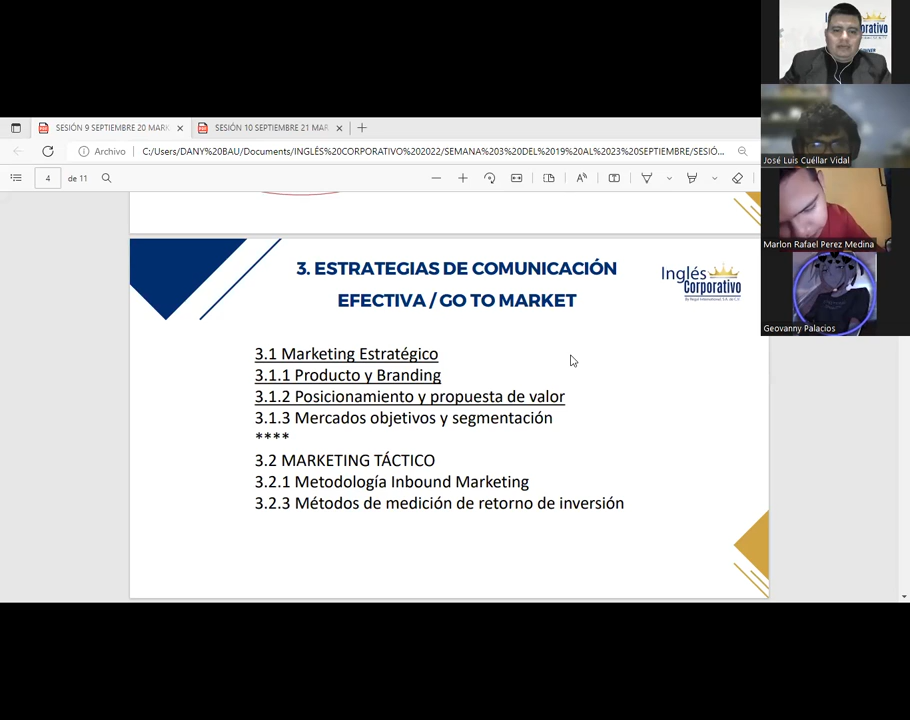 SESIÓN 9 SEPTIEMBRE 20 MARK
SESIÓN 10 SEPTIEMBRE 21 MAR
Archivo
C:/Users/DANY%20BAU/Documents/INGLÉS%20CORPORATIVO%202022/SEMANA%203%20DEL%2019%20AL%2023%20SEPTIEMBRE/SESIÓ...
4 de 11
3. ESTRATEGIAS DE COMUNICACIÓN
EFECTIVA / GO TO MARKET
Inglés
Corporativo
3.1 Marketing Estratégico
3.1.1 Producto y Branding
3.1.2 Posicionamiento y propuesta de valor
3.1.3 Mercados objetivos y segmentación
****
3.2 MARKETING TÁCTICO
3.2.1 Metodología Inbound Marketing
3.2.3 Métodos de medición de retorno de inversión
José Luis Cuéllar Vidal
Marlon Rafael Perez Medina
Geovanny Palacios